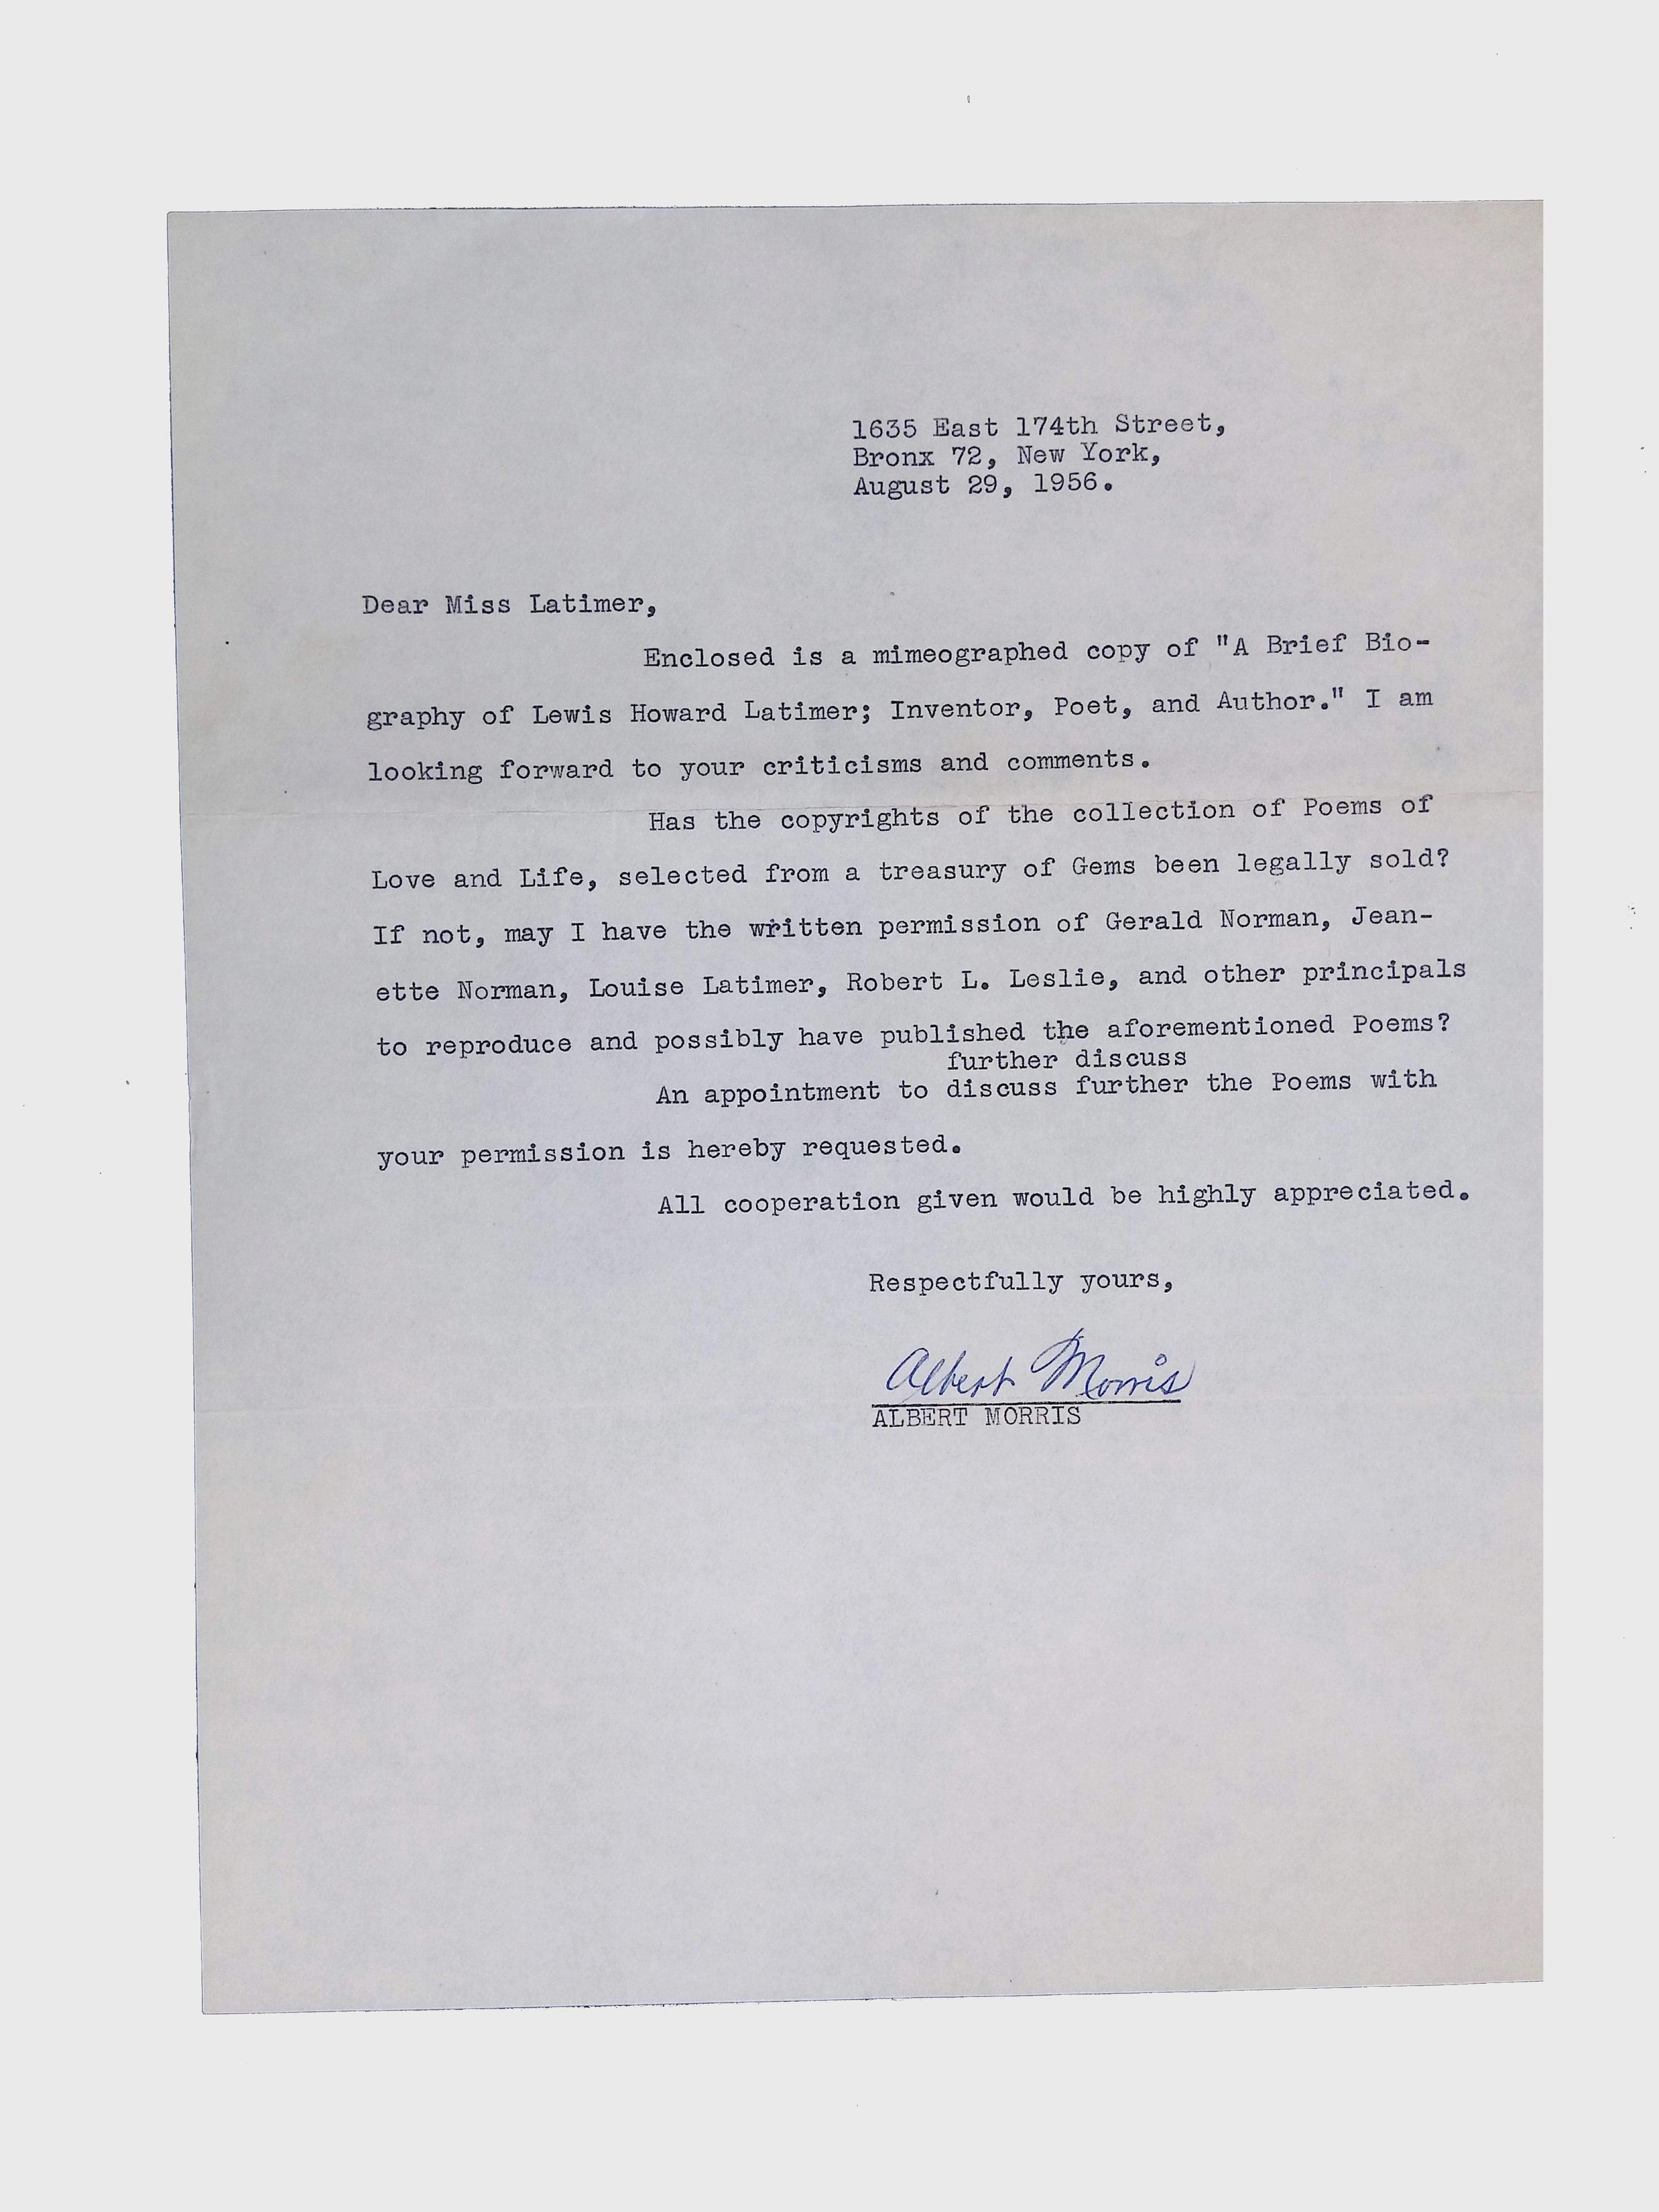 1635 East 174th Street,
Bronx 72, New York,
August 29, 1956.
Dear Miss Latimer,
Enclosed is a mimeographed copy of "A Brief Bio-
graphy of Lewis Howard Latimer; Inventor, Poet, and Author." I am
looking forward to your criticisms and comments.
Has the copyrights of the collection of Poems of
Love and Life, selected from a treasury of Gems been legally sold?
If not, may I have the written permission of Gerald Norman, Jean-
ette Norman, Louise Latimer, Robert L. Leslie, and other principals
to reproduce and possibly have published the aforementioned Poems?
further discuss
An appointment to discuss further the Poems with
your permission is hereby requested.
All cooperation given would be highly appreciated.
Respectfully yours,
Albert Morris
ALBERT MORRIS